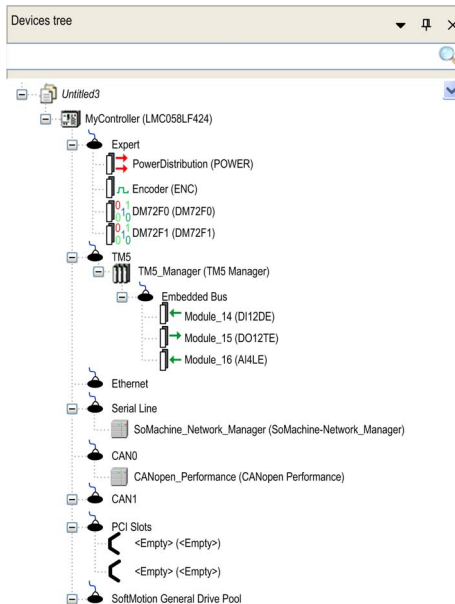 Devices tree
Untitled3
MyController (LMC058LF424)
Expert
PowerDistribution (POWER)
Encoder (ENC)
DM72F0 (DM72F0)
DM72F1 (DM72F1)
TM5
TM5_Manager (TM5 Manager)
Embedded Bus
Module_14 (DI12DE)
Module_15 (DO12TE)
Module_16 (AI4LE)
Ethernet
Serial Line
SoMachine_Network_Manager (SoMachine-Network_Manager)
CAN0
CANopen_Performance (CANopen Performance)
CAN1
PCI Slots
<Empty> (<Empty>)
<Empty> (<Empty>)
SoftMotion General Drive Pool